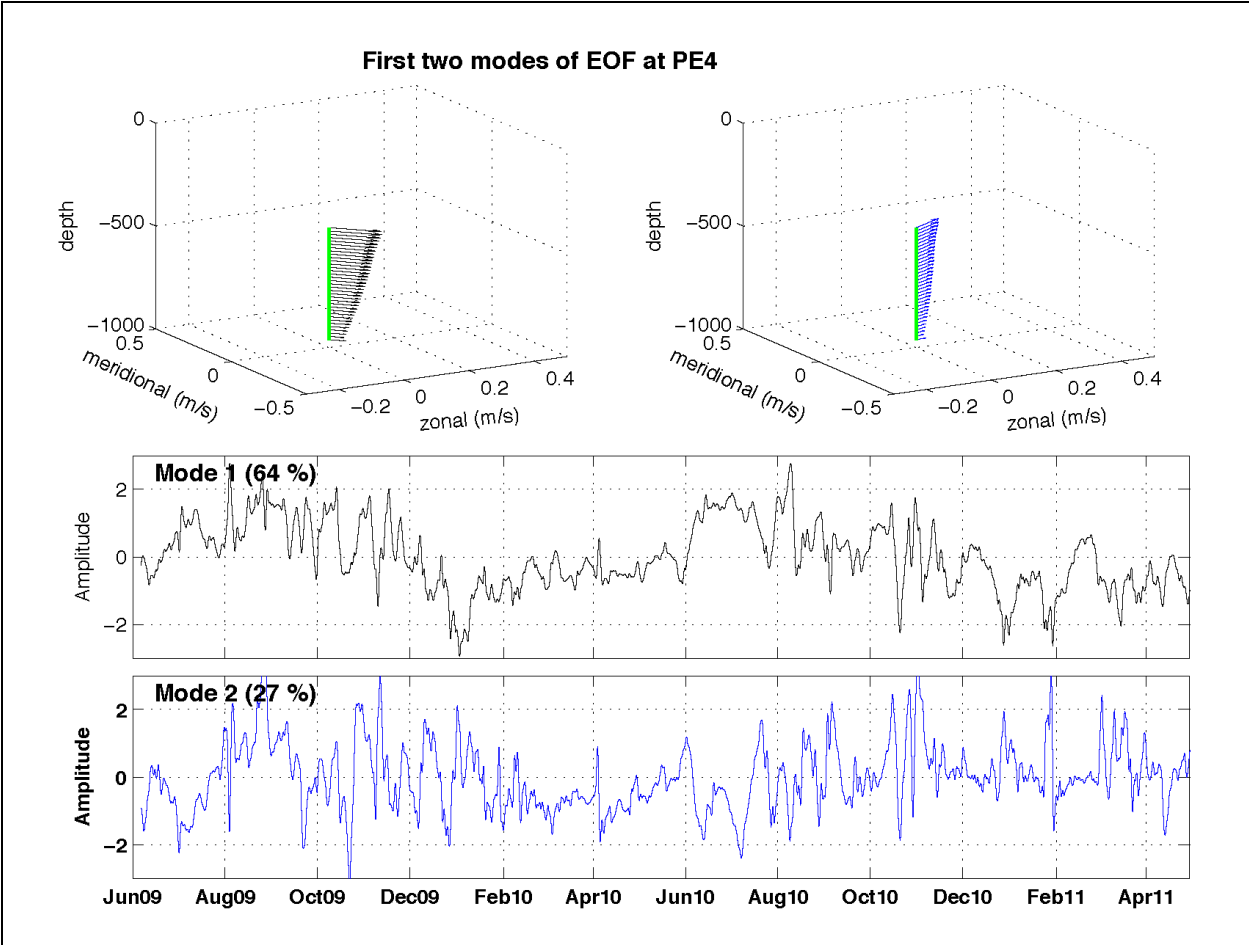 First two modes of EOF at PE4
0
−500
−1000
depth
0.5
0
−0.5
meridional (m/s)
−0.2
0
0.2
0.4
zonal (m/s)
0
−500
−1000
depth
0.5
0
−0.5
meridional (m/s)
−0.2
0
0.2
0.4
zonal (m/s)
Mode 1 (64 %)
2
0
−2
Amplitude
Mode 2 (27 %)
2
0
−2
Amplitude
Jun09 Aug09 Oct09 Dec09 Feb10 Apr10 Jun10 Aug10 Oct10 Dec10 Feb11 Apr11